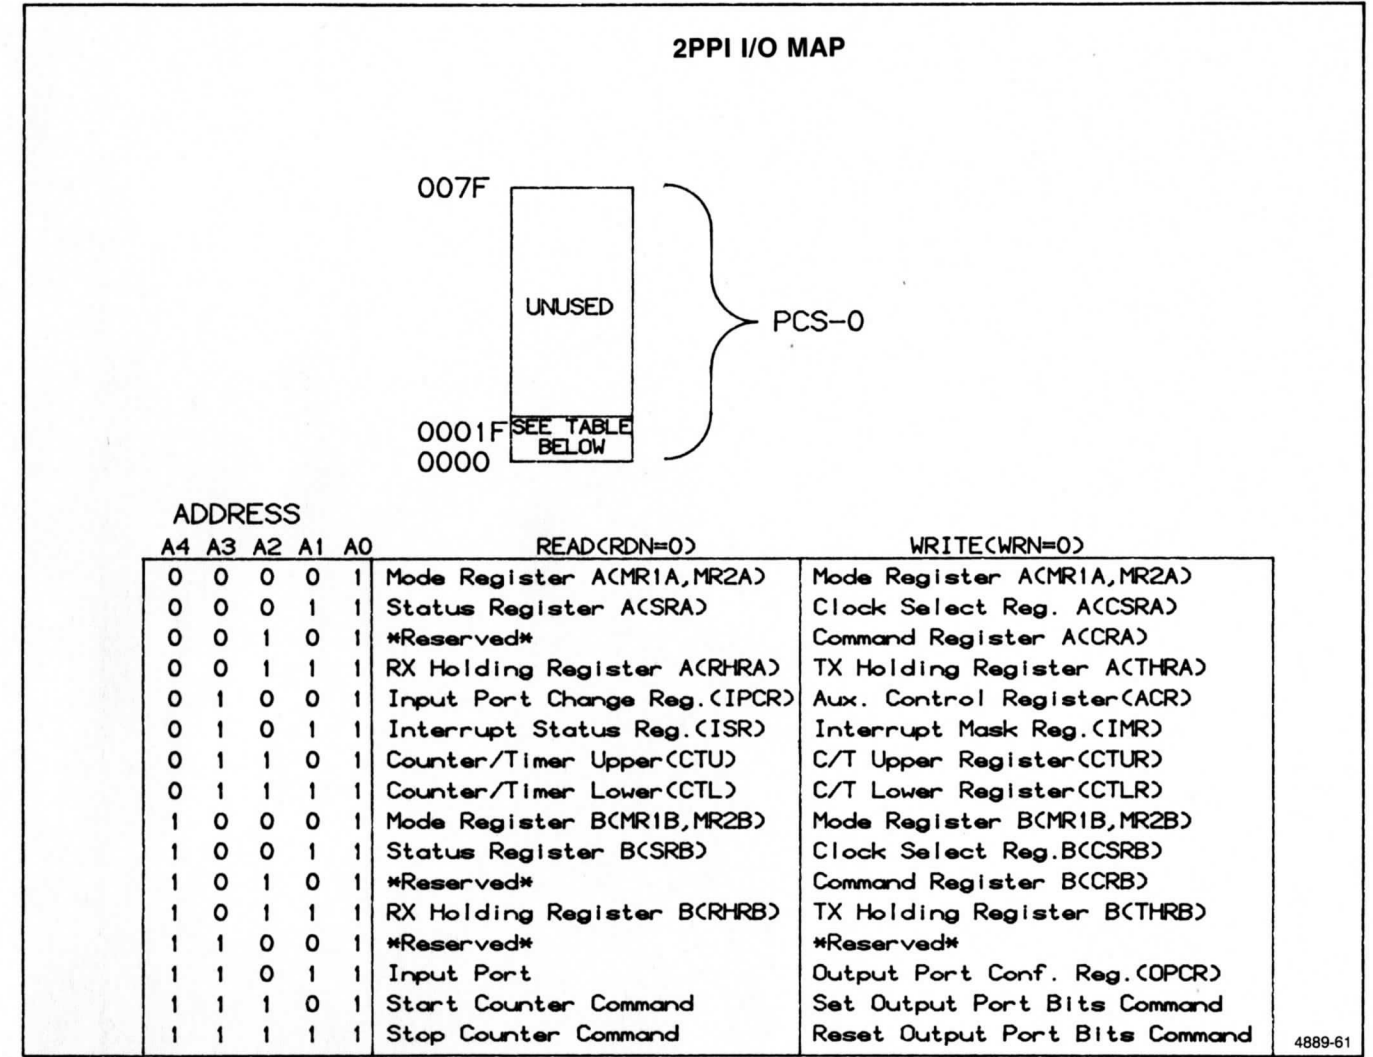 2PPI I/O MAP
007F
UNUSED
PCS-0
0001F
SEE TABLE
BELOW
0000
ADDRESS
A4 A3 A2 A1 A0 READ(RDN=0) WRITE(WRN=0)
0 0 0 0 1 Mode Register A(MR1A,MR2A) Mode Register A(MR1A,MR2A)
0 0 0 1 1 Status Register A(SRA) Clock Select Reg. A(CSRA)
0 0 1 0 1 *Reserved* Command Register A(CRA)
0 0 1 1 1 RX Holding Register A(RHRA) TX Holding Register A(THRA)
0 1 0 0 1 Input Port Change Reg.(IPCR) Aux. Control Register(ACR)
0 1 0 1 1 Interrupt Status Reg.(ISR) Interrupt Mask Reg.(IMR)
0 1 1 0 1 Counter/Timer Upper(CTU) C/T Upper Register(CTUR)
0 1 1 1 1 Counter/Timer Lower(CTL) C/T Lower Register(CTLR)
1 0 0 0 1 Mode Register B(MR1B,MR2B) Mode Register B(MR1B,MR2B)
1 0 0 1 1 Status Register B(SRB) Clock Select Reg.B(CSRB)
1 0 1 0 1 *Reserved* Command Register B(CRB)
1 0 1 1 1 RX Holding Register B(RHRB) TX Holding Register B(THRB)
1 1 0 0 1 *Reserved* *Reserved*
1 1 0 1 1 Input Port Output Port Conf. Reg.(OPCR)
1 1 1 0 1 Start Counter Command Set Output Port Bits Command
1 1 1 1 1 Stop Counter Command Reset Output Port Bits Command
4889-61